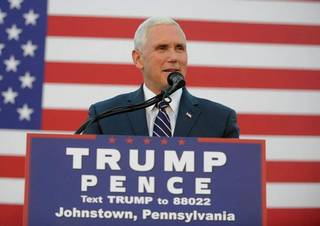 TRUMP
PENCE
Text TRUMP to 88022
Johnstown, Pennsylvania